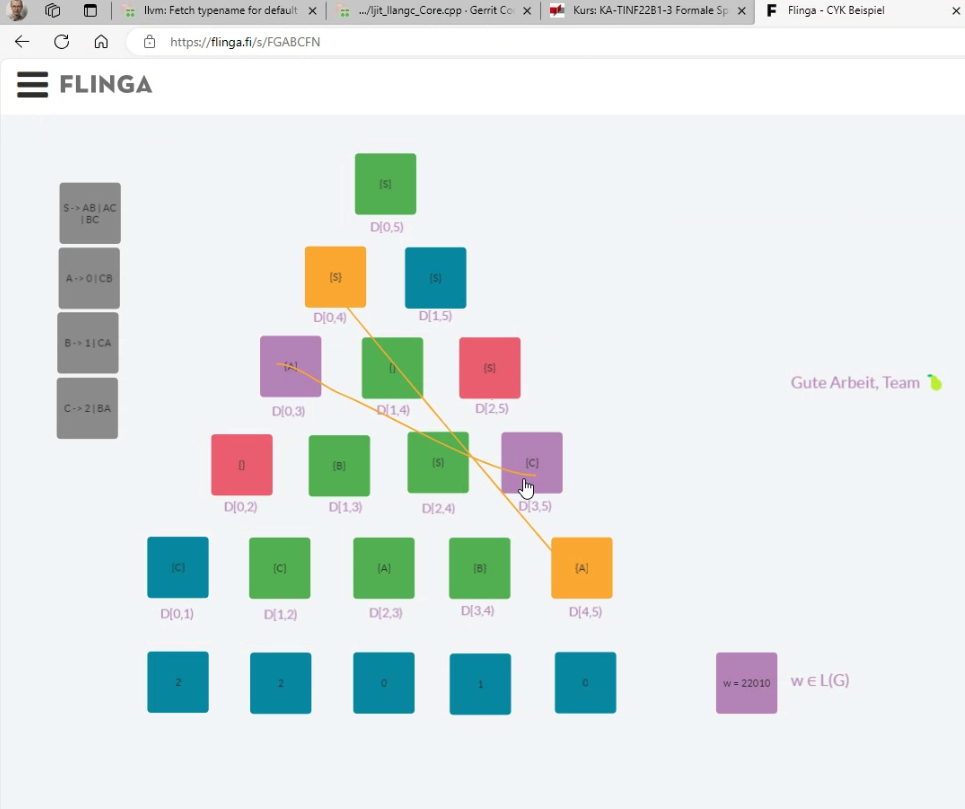 llvm: Fetch typename for default
.../ljit_llangc_Core.cpp · Gerrit Co
Kurs: KA-TINF22B1-3 Formale Sp
Flinga - CYK Beispiel
https://flinga.fi/s/FGABCFN
FLINGA
{S}
D[0,5)
S -> AB | AC
| BC
A -> 0 | CB
B -> 1 | CA
C -> 2 | BA
{S} {S}
D[0,4) D[1,5)
{A} {} {S}
D[0,3) D[1,4) D[2,5)
Gute Arbeit, Team
{} {B} {S} {C}
D[0,2) D[1,3) D[2,4) D[3,5)
{C} {C} {A} {B} {A}
D[0,1) D[1,2) D[2,3) D[3,4) D[4,5)
2 2 0 1 0
w = 22010
w ∈ L(G)